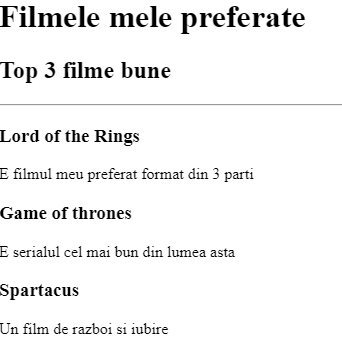 Filmele mele preferate
Top 3 filme bune
Lord of the Rings
E filmul meu preferat format din 3 parti
Game of thrones
E serialul cel mai bun din lumea asta
Spartacus
Un film de razboi si iubire